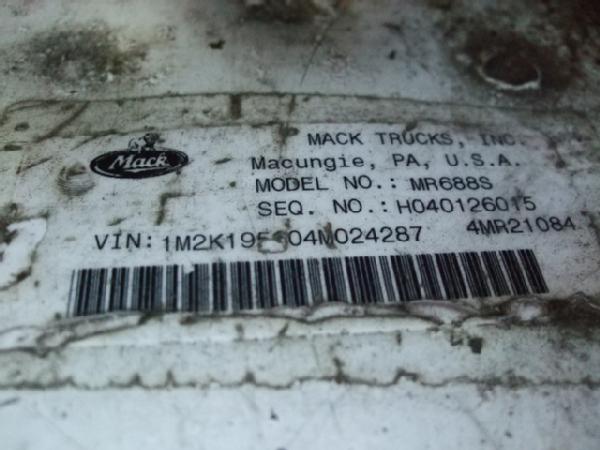 Mack
MACK TRUCKS, INC.
Macungie, PA, U.S.A.
MODEL NO.: MR688S
SEQ. NO.: H040126015
VIN:
4MR21084